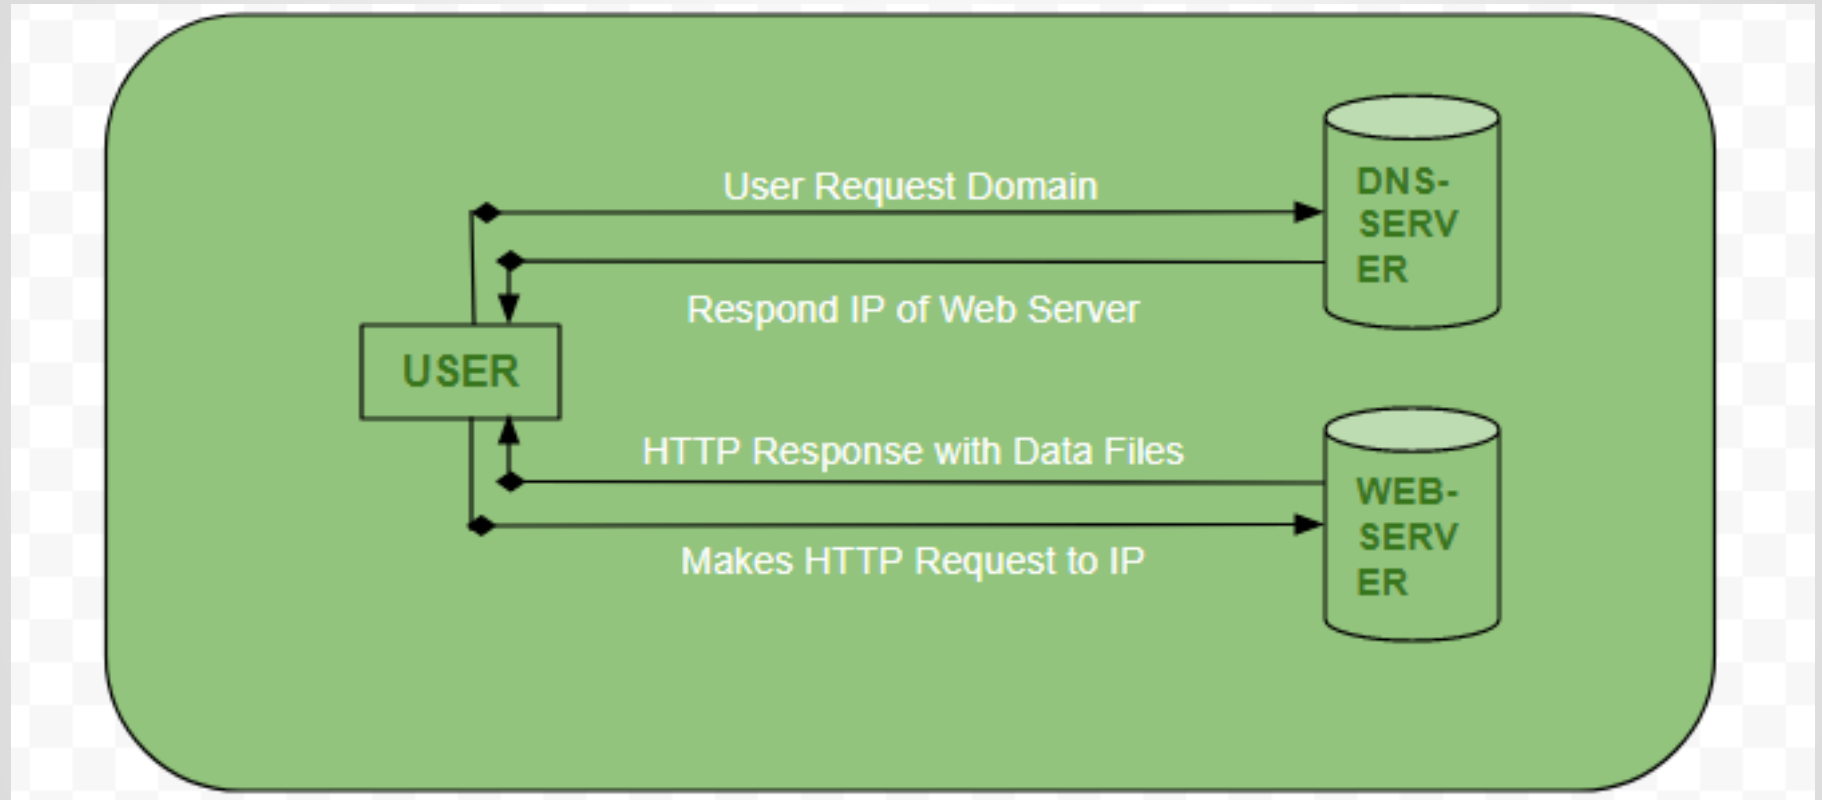 User Request Domain
DNS-
SERV
ER
Respond IP of Web Server
USER
HTTP Response with Data Files
WEB-
SERV
ER
Makes HTTP Request to IP